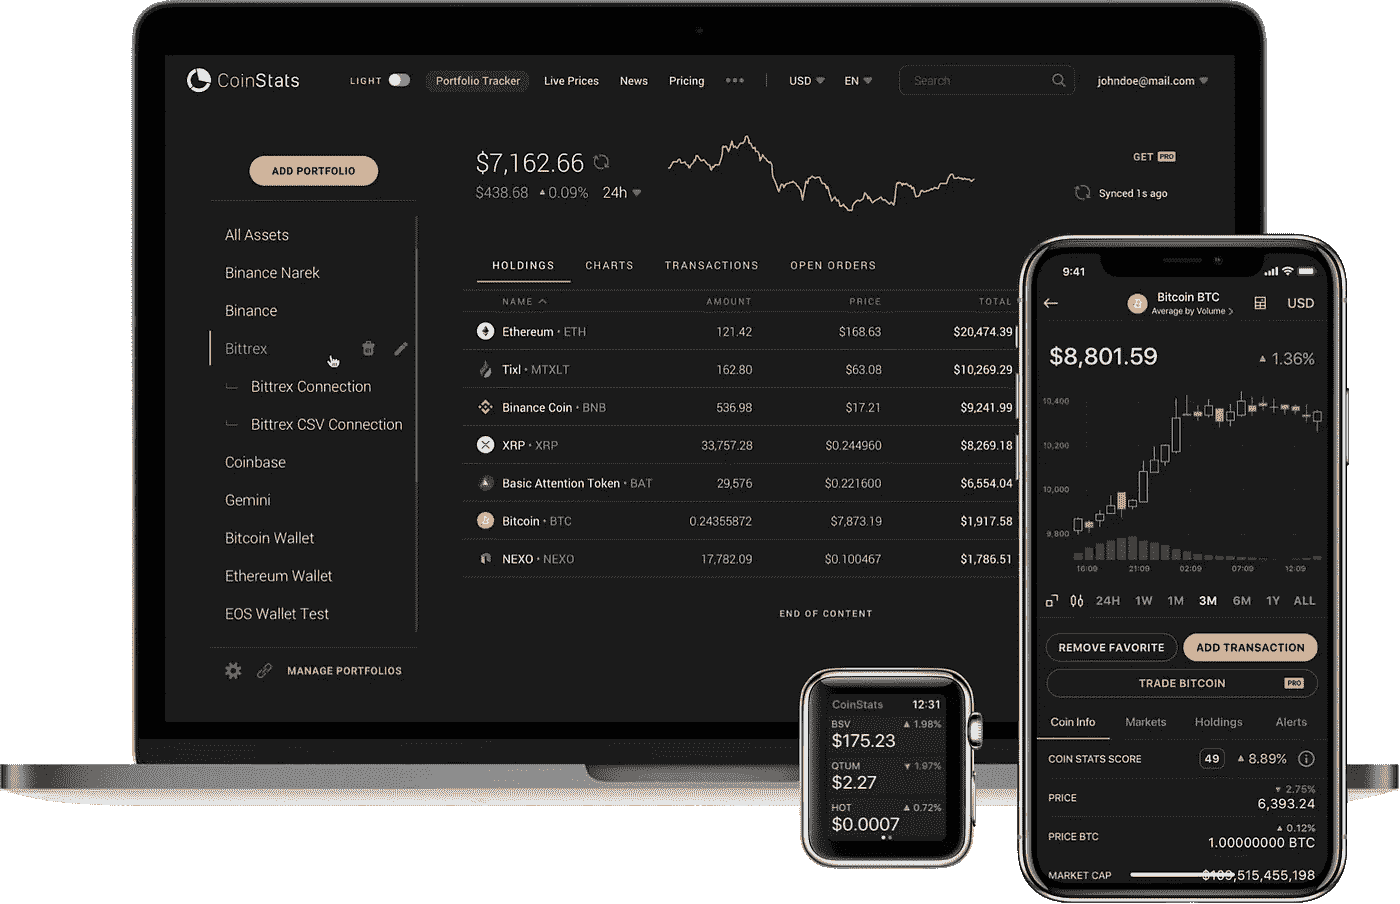 CoinStats LIGHT Portfolio Tracker Live Prices News Pricing USD EN Search johndoe@mail.com
ADD PORTFOLIO
All Assets
Binance Narek
Binance
Bittrex
Bittrex Connection
Bittrex CSV Connection
Coinbase
Gemini
Bitcoin Wallet
Ethereum Wallet
EOS Wallet Test
MANAGE PORTFOLIOS
$7,162.66
$438.68 0.09% 24h
GET PRO
Synced 1s ago
HOLDINGS CHARTS TRANSACTIONS OPEN ORDERS
NAME AMOUNT PRICE TOTAL
Ethereum • ETH 121.42 $168.63 $20,474.39
Tixl • MTXLT 162.80 $63.08 $10,269.29
Binance Coin • BNB 536.98 $17.21 $9,241.99
XRP • XRP 33,757.28 $0.244960 $8,269.18
Basic Attention Token • BAT 29,576 $0.221600 $6,554.04
Bitcoin • BTC 0.24355872 $7,873.19 $1,917.58
NEXO • NEXO 17,782.09 $0.100467 $1,786.51
END OF CONTENT
CoinStats 12:31
BSV 1.98%
$175.23
QTUM 1.97%
$2.27
HOT 0.72%
$0.0007
9:41
Bitcoin BTC
Average by Volume USD
$8,801.59 1.36%
10,400
10,200
10,000
9,800
16:09 21:09 02:09 07:09 12:09
24H 1W 1M 3M 6M 1Y ALL
REMOVE FAVORITE ADD TRANSACTION
TRADE BITCOIN PRO
Coin Info Markets Holdings Alerts
COIN STATS SCORE 49 8.89%
PRICE 2.75%
6,393.24
PRICE BTC 0.12%
1.00000000 BTC
MARKET CAP $169,515,455,198